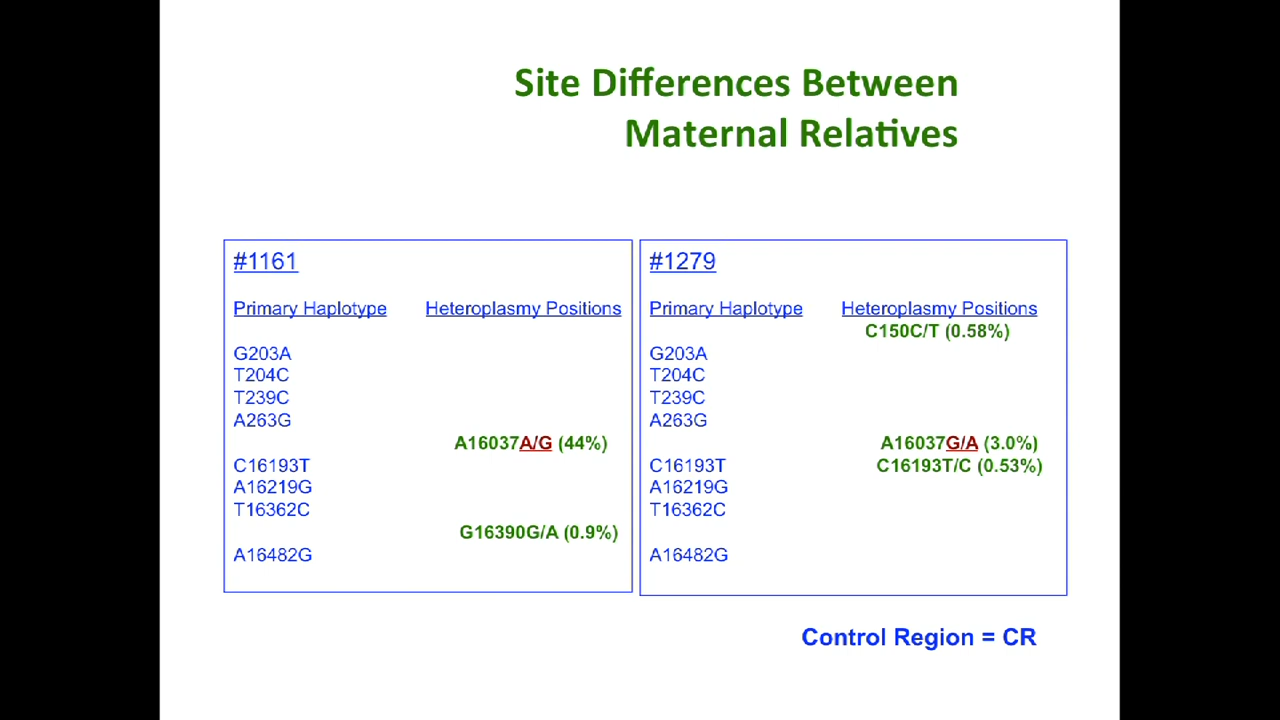 Site Differences Between
Maternal Relatives
#1161
Primary Haplotype Heteroplasmy Positions
G203A
T204C
T239C
A263G
A16037A/G (44%)
C16193T
A16219G
T16362C
G16390G/A (0.9%)
A16482G
#1279
Primary Haplotype Heteroplasmy Positions
C150C/T (0.58%)
G203A
T204C
T239C
A263G
A16037G/A (3.0%)
C16193T C16193T/C (0.53%)
A16219G
T16362C
A16482G
Control Region = CR